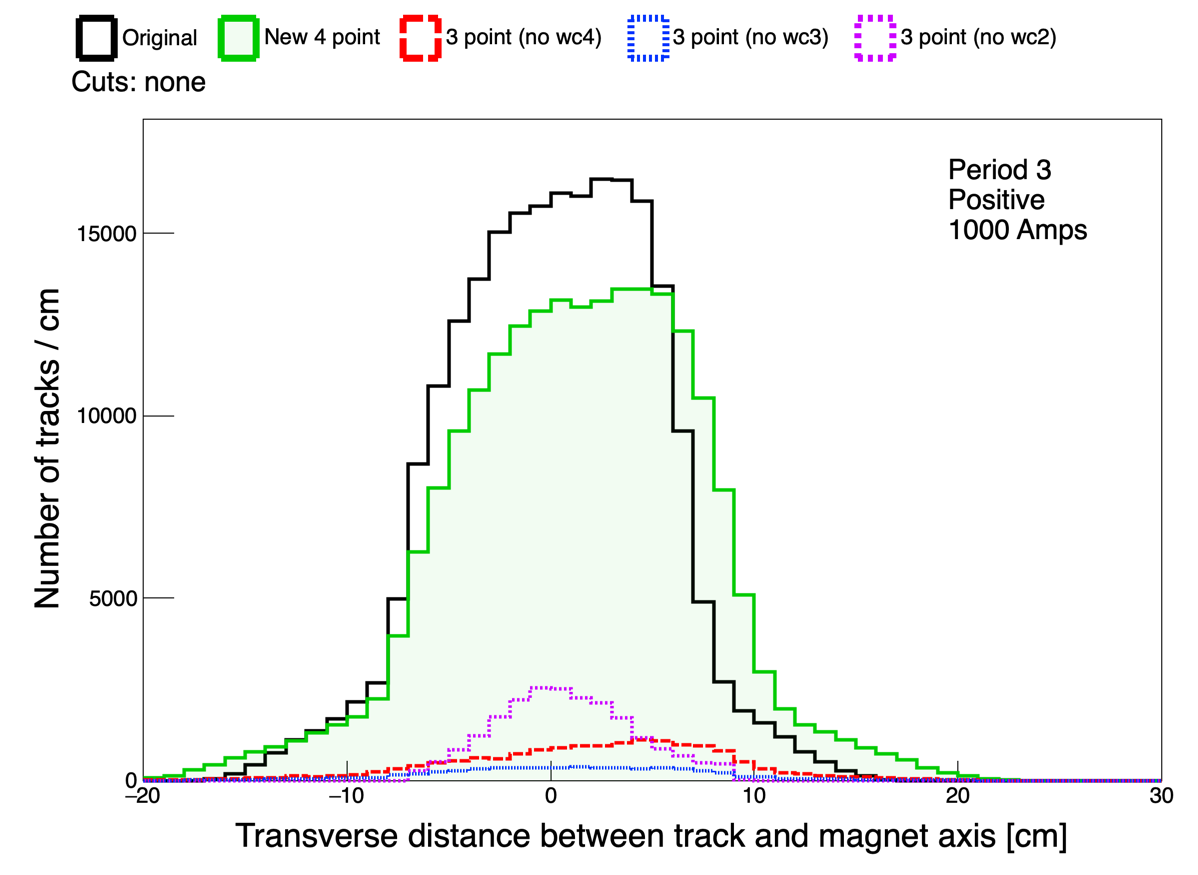 Original New 4 point 3 point (no wc4) 3 point (no wc3) 3 point (no wc2)
Cuts: none
Period 3
Positive
1000 Amps
15000
10000
5000
0
−20 −10 0 10 20 30
Number of tracks / cm
Transverse distance between track and magnet axis [cm]